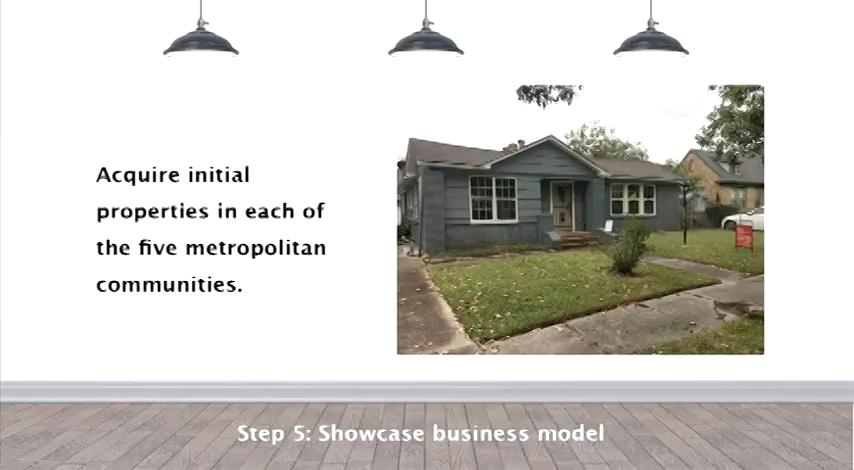 Acquire initial
properties in each of
the five metropolitan
communities.
Step 5: Showcase business model